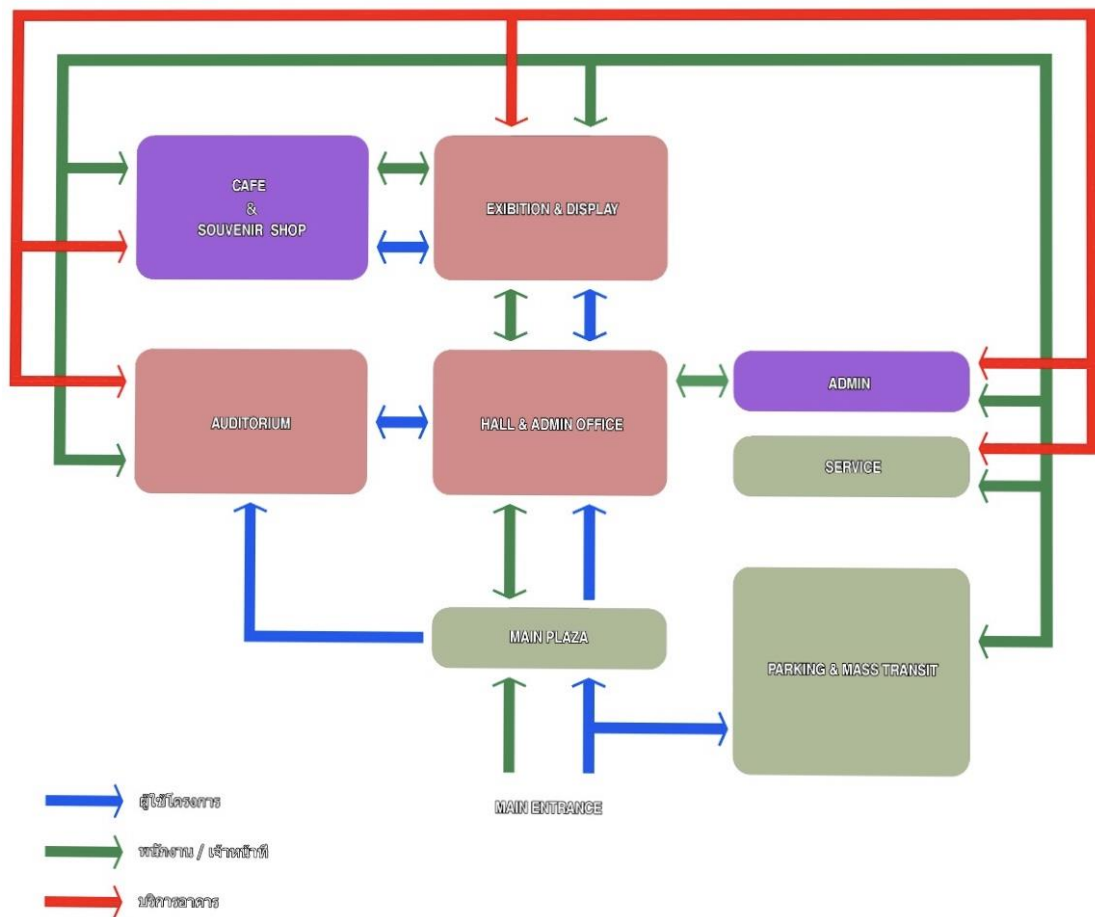 CAFE
&
SOUVENIR SHOP
EXIBITION & DISPLAY
AUDITORIUM
HALL & ADMIN OFFICE
ADMIN
SERVICE
MAIN PLAZA
PARKING & MASS TRANSIT
MAIN ENTRANCE
ผู้ใช้โครงการ
พนักงาน / เจ้าหน้าที่
บริการอาคาร